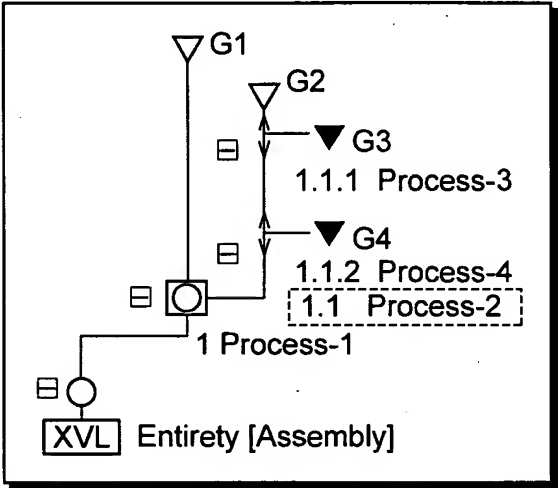 G1
G2
G3
1.1.1 Process-3
G4
1.1.2 Process-4
1.1 Process-2
1 Process-1
XVL Entirety [Assembly]